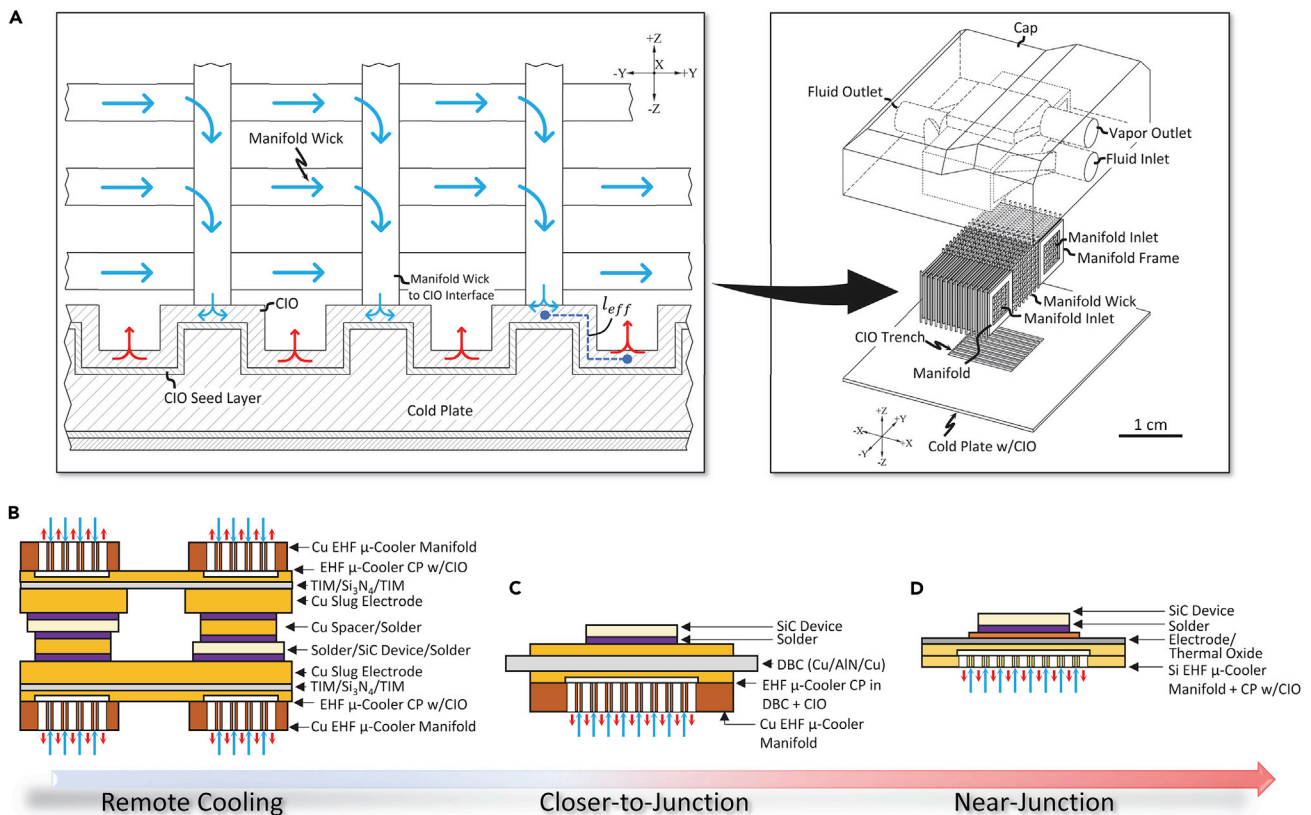 A
+Z
X
-Y
+Y
-Z
Manifold Wick
Manifold Wick
to CIO Interface
CIO
l_eff
CIO Seed Layer
Cold Plate
Cap
Fluid Outlet
Vapor Outlet
Fluid Inlet
Manifold Inlet
Manifold Frame
Manifold Wick
Manifold Inlet
CIO Trench
Manifold
+Z
+Y
-X
+X
-Y
-Z
Cold Plate w/CIO
1 cm
B
Cu EHF μ-Cooler Manifold
EHF μ-Cooler CP w/CIO
TIM/Si₃N₄/TIM
Cu Slug Electrode
Cu Spacer/Solder
Solder/SiC Device/Solder
Cu Slug Electrode
TIM/Si₃N₄/TIM
EHF μ-Cooler CP w/CIO
Cu EHF μ-Cooler Manifold
C
SiC Device
Solder
DBC (Cu/AlN/Cu)
EHF μ-Cooler CP in
DBC + CIO
Cu EHF μ-Cooler
Manifold
D
SiC Device
Solder
Electrode/
Thermal Oxide
Si EHF μ-Cooler
Manifold + CP w/CIO
Remote Cooling
Closer-to-Junction
Near-Junction